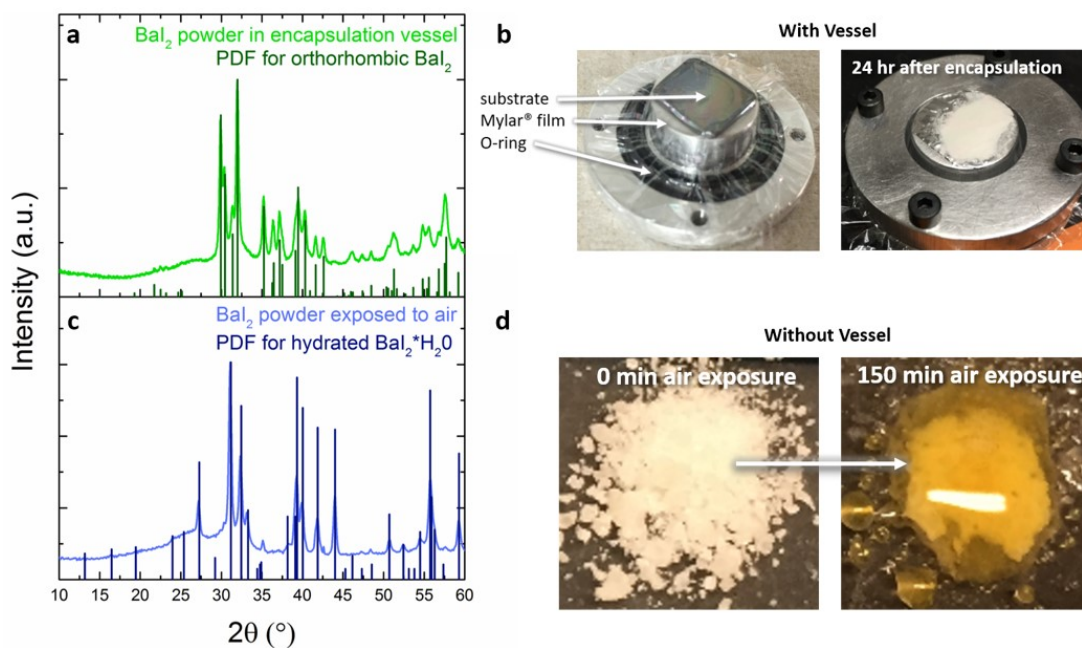 a
BaI₂ powder in encapsulation vessel
PDF for orthorhombic BaI₂
c
BaI₂ powder exposed to air
PDF for hydrated BaI₂*H₂0
Intensity (a.u.)
10 15 20 25 30 35 40 45 50 55 60
2θ (°)
b
With Vessel
substrate
Mylar® film
O-ring
24 hr after encapsulation
d
Without Vessel
0 min air exposure
150 min air exposure